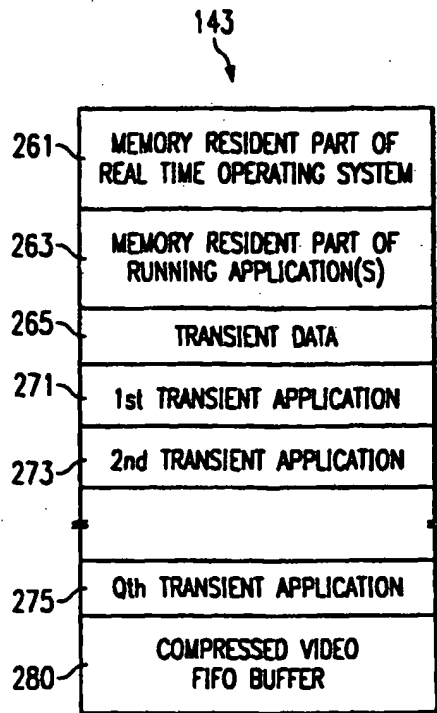 143
261
MEMORY RESIDENT PART OF
REAL TIME OPERATING SYSTEM
263
MEMORY RESIDENT PART OF
RUNNING APPLICATION(S)
265
TRANSIENT DATA
271
1st TRANSIENT APPLICATION
273
2nd TRANSIENT APPLICATION
275
Qth TRANSIENT APPLICATION
280
COMPRESSED VIDEO
FIFO BUFFER